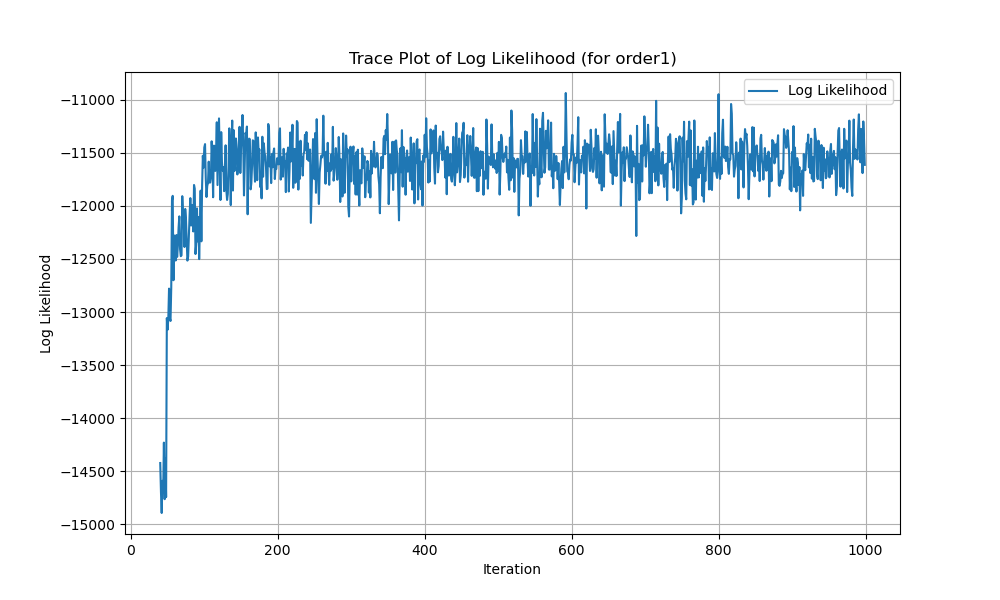 Trace Plot of Log Likelihood (for order1)
Log Likelihood
−11000
−11500
−12000
−12500
−13000
−13500
−14000
−14500
−15000
Log Likelihood
0 200 400 600 800 1000
Iteration